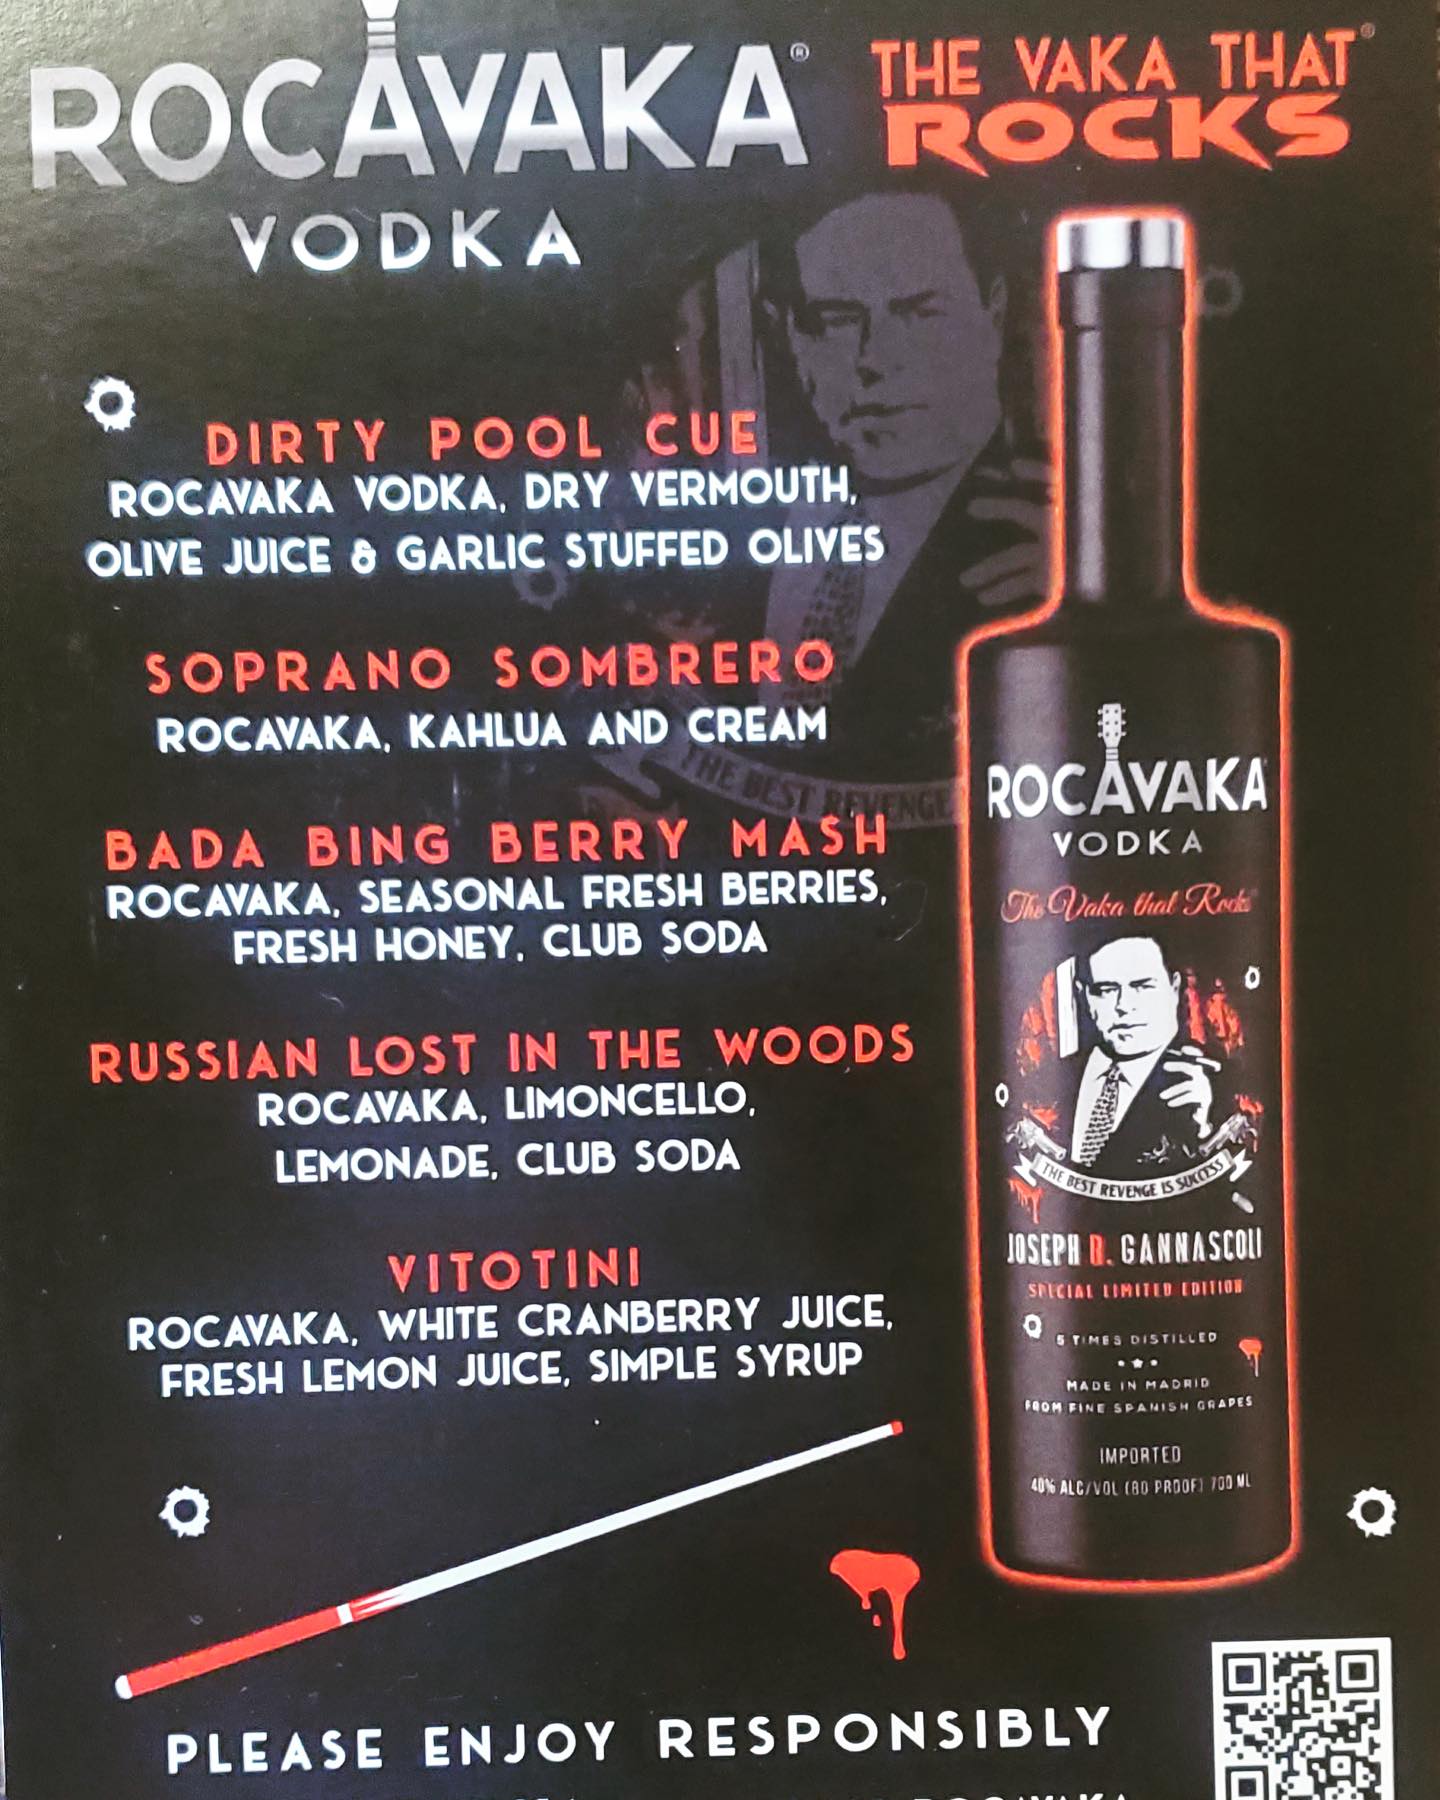 ROCAVAKA®
VODKA
THE VAKA THAT®
ROCKS
DIRTY POOL CUE
ROCAVAKA VODKA, DRY VERMOUTH,
OLIVE JUICE & GARLIC STUFFED OLIVES
SOPRANO SOMBRERO
ROCAVAKA, KAHLUA AND CREAM
THE BEST REVENGE
BADA BING BERRY MASH
ROCAVAKA, SEASONAL FRESH BERRIES,
FRESH HONEY, CLUB SODA
RUSSIAN LOST IN THE WOODS
ROCAVAKA, LIMONCELLO,
LEMONADE, CLUB SODA
VITOTINI
ROCAVAKA, WHITE CRANBERRY JUICE,
FRESH LEMON JUICE, SIMPLE SYRUP
ROCAVAKA
VODKA
The Vaka that Rocks
THE BEST REVENGE IS SUCCESS
JOSEPH R. GANNASCOLI
SPECIAL LIMITED EDITION
5 TIMES DISTILLED
MADE IN MADRID
FROM FINE SPANISH GRAPES
IMPORTED
40% ALC/VOL (80 PROOF) 700 ML
PLEASE ENJOY RESPONSIBLY
ROCAVAKA